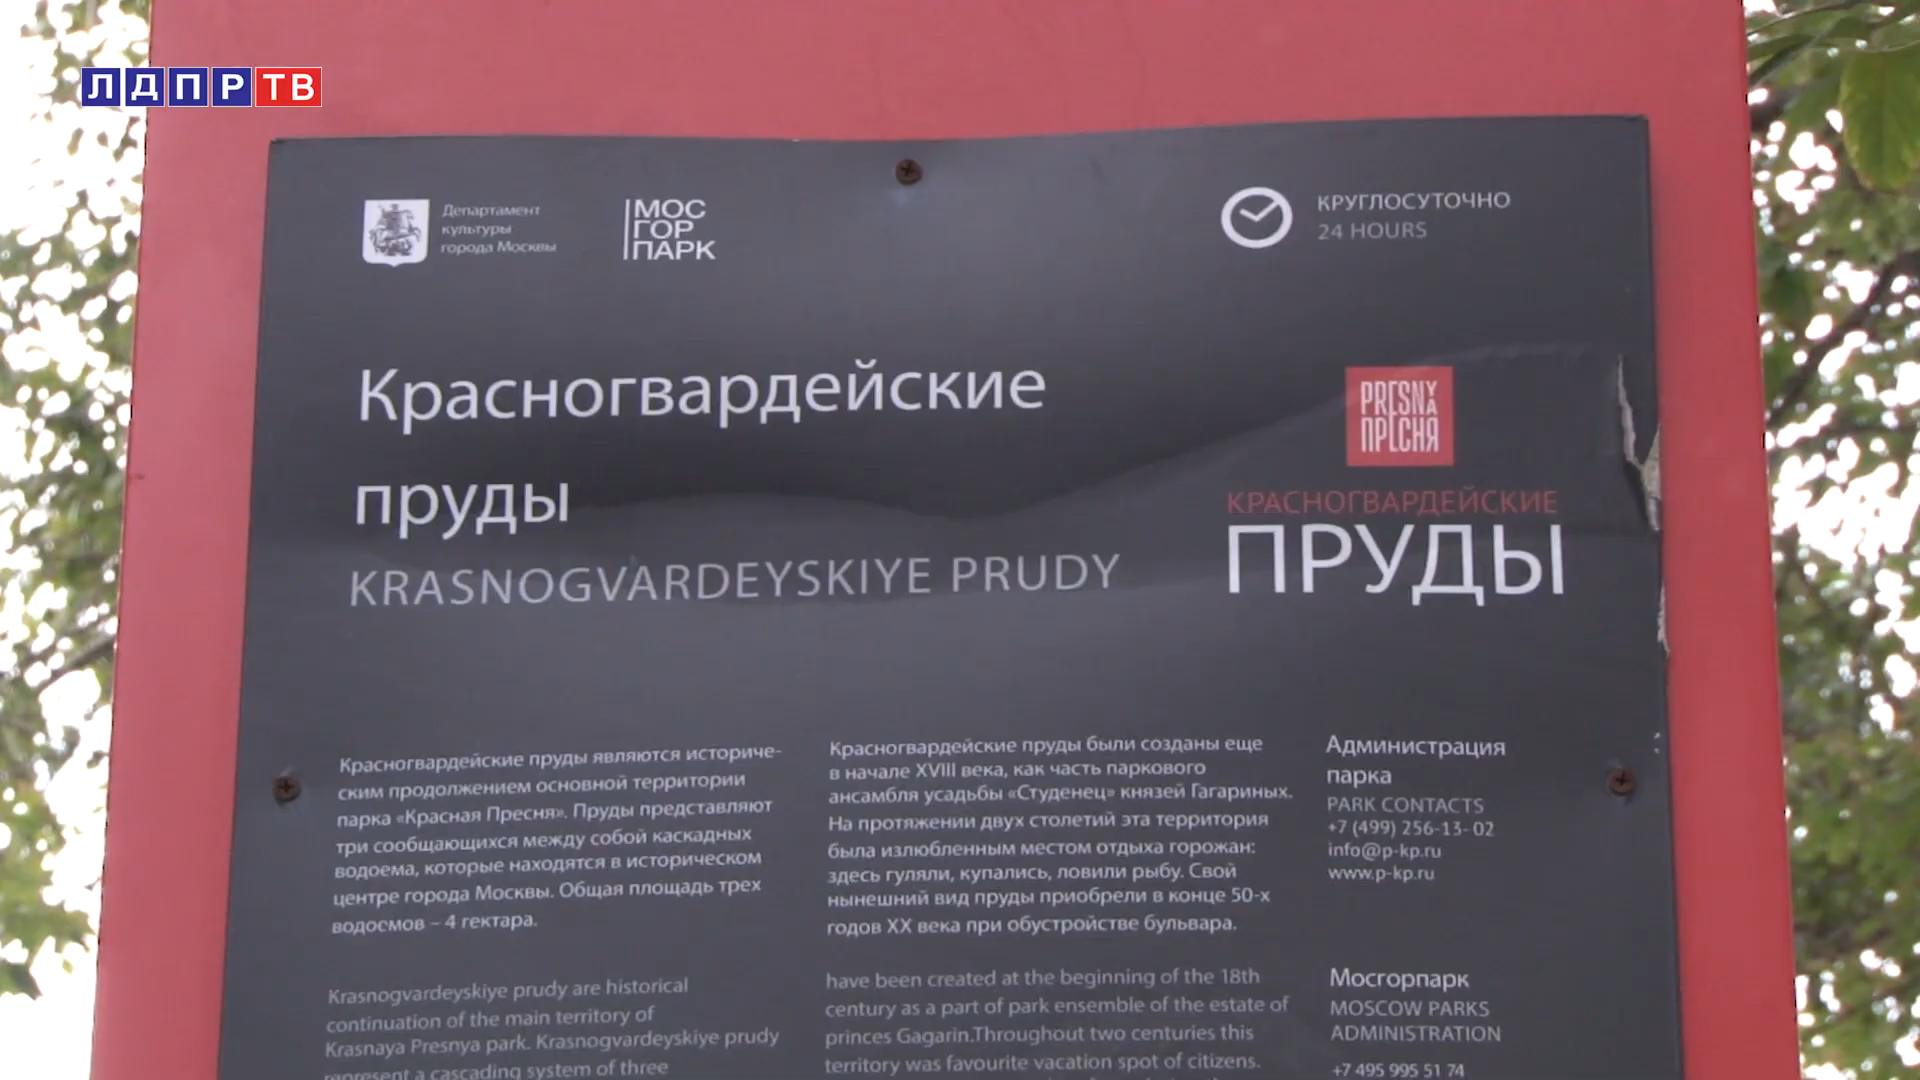 ЛДПР ТВ
Департамент
культуры
города Москвы
МОС
ГОР
ПАРК
КРУГЛОСУТОЧНО
24 HOURS
Красногвардейские
пруды
KRASNOGVARDEYSKIYE PRUDY
PRESNYA
ПРЕСНЯ
КРАСНОГВАРДЕЙСКИЕ
ПРУДЫ
Красногвардейские пруды являются историче-
ским продолжением основной территории
парка «Красная Пресня». Пруды представляют
три сообщающихся между собой каскадных
водоема, которые находятся в историческом
центре города Москвы. Общая площадь трех
водоемов – 4 гектара.
Красногвардейские пруды были созданы еще
в начале XVIII века, как часть паркового
ансамбля усадьбы «Студенец» князей Гагариных.
На протяжении двух столетий эта территория
была излюбленным местом отдыха горожан:
здесь гуляли, купались, ловили рыбу. Свой
нынешний вид пруды приобрели в конце 50-х
годов XX века при обустройстве бульвара.
Администрация
парка
PARK CONTACTS
+7 (499) 256-13- 02
info@p-kp.ru
www.p-kp.ru
Krasnogvardeyskiye prudy are historical
continuation of the main territory of
Krasnaya Presnya park. Krasnogvardeyskiye prudy
represent a cascading system of three
have been created at the beginning of the 18th
century as a part of park ensemble of the estate of
princes Gagarin.Throughout two centuries this
territory was favourite vacation spot of citizens.
Мосгорпарк
MOSCOW PARKS
ADMINISTRATION
+7 495 995 51 74